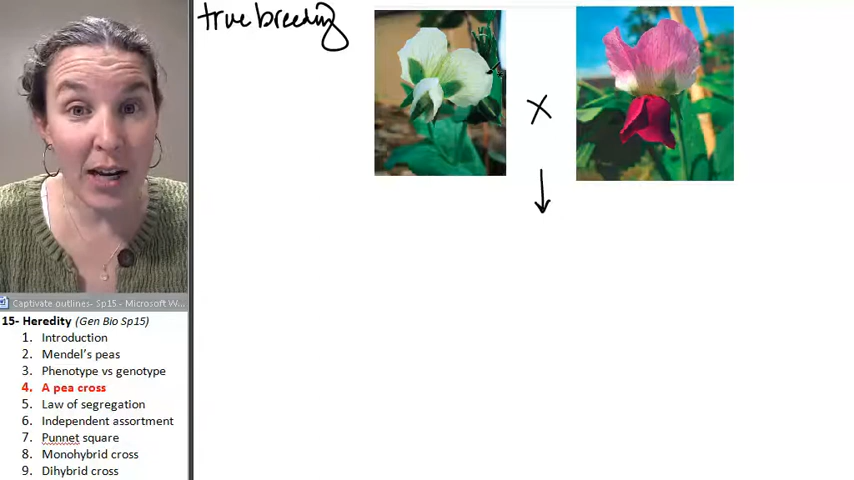 true breeding
X
Captivate outlines- Sp15 - Microsoft W...
15- Heredity (Gen Bio Sp15)
1. Introduction
2. Mendel's peas
3. Phenotype vs genotype
4. A pea cross
5. Law of segregation
6. Independent assortment
7. Punnet square
8. Monohybrid cross
9. Dihybrid cross